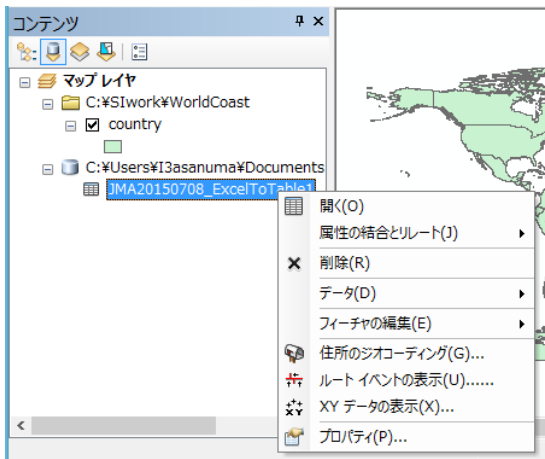 コンテンツ
マップ レイヤ
C:¥SIwork¥WorldCoast
country
C:¥Users¥I3asanuma¥Documents
JMA20150708_ExcelToTable1
開く(O)
属性の結合とリレート(J)
削除(R)
データ(D)
フィーチャの編集(E)
住所のジオコーディング(G)...
ルート イベントの表示(U)......
XY データの表示(X)...
プロパティ(P)...